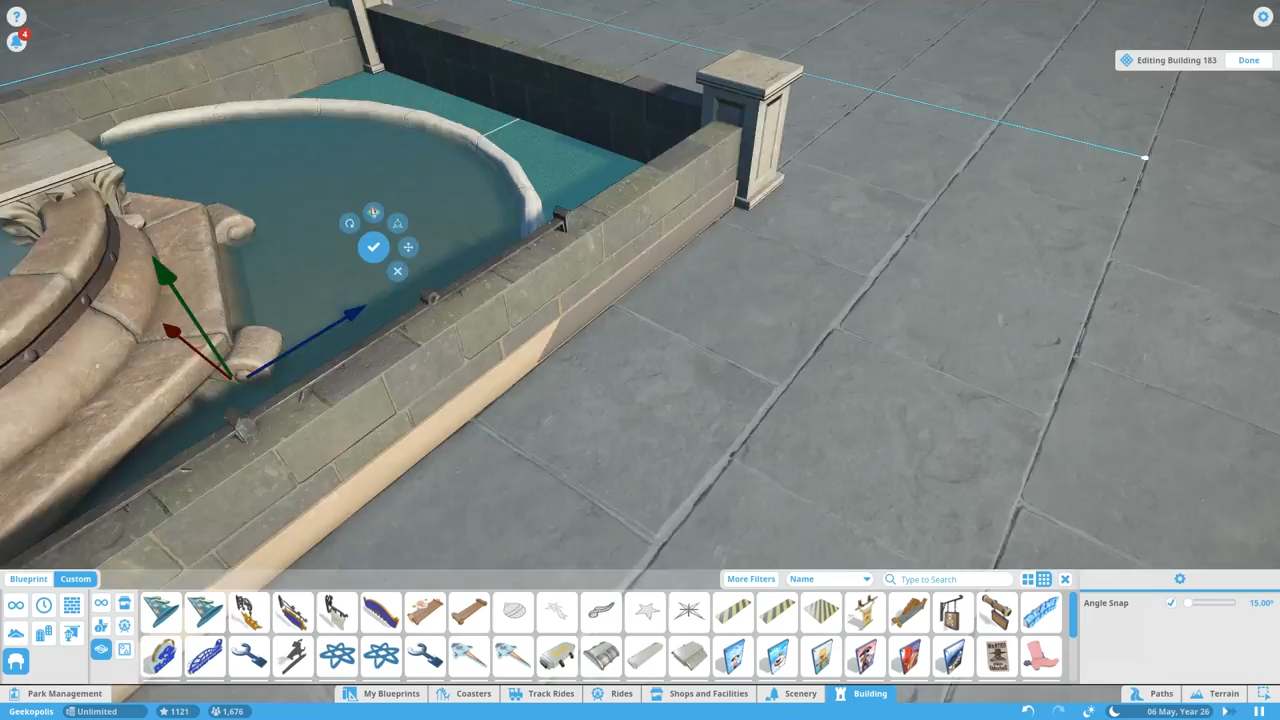 ?
4
Editing Building 183
Done
Blueprint
Custom
More Filters
Name
Type to Search
Angle Snap
15.00°
WANTED
Park Management
My Blueprints
Coasters
Track Rides
Rides
Shops and Facilities
Scenery
Building
Paths
Terrain
Geekopolis
Unlimited
1121
1,676
06 May, Year 26